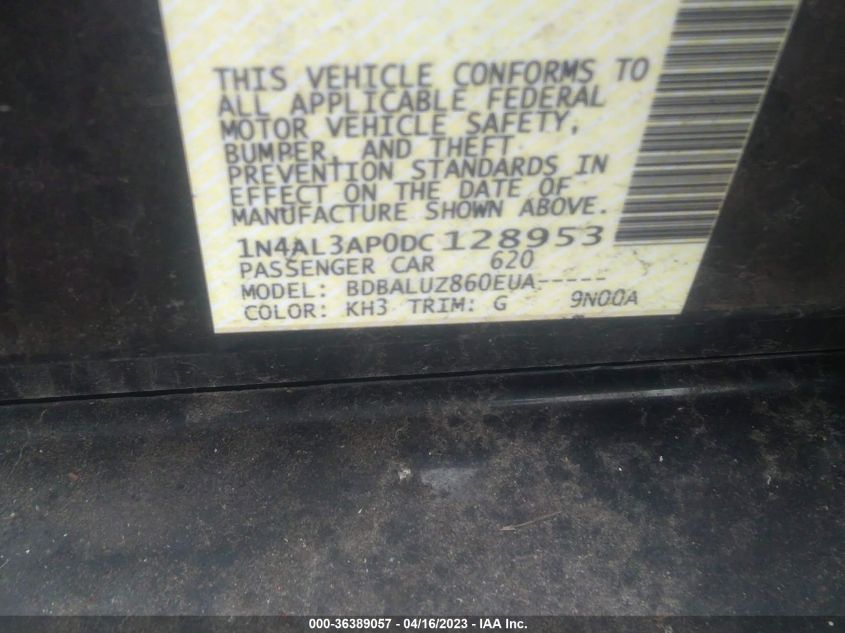 THIS VEHICLE CONFORMS TO
ALL APPLICABLE FEDERAL
MOTOR VEHICLE SAFETY,
BUMPER, AND THEFT
PREVENTION STANDARDS IN
EFFECT ON THE DATE OF
MANUFACTURE SHOWN ABOVE.
1N4AL3AP0DC128953
PASSENGER CAR 620
MODEL: BDBALUZ860EUA-----
COLOR: KH3 TRIM: G 9N00A
000-36389057 - 04/16/2023 - IAA Inc.